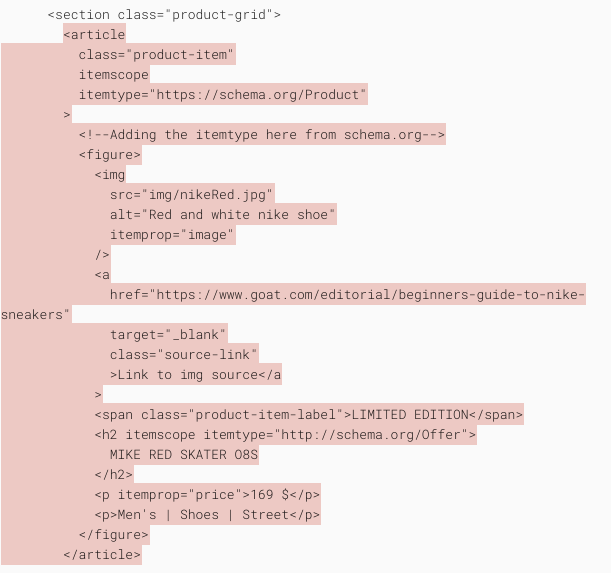 <section class="product-grid">
<article
class="product-item"
itemscope
itemtype="https://schema.org/Product"
>
<!--Adding the itemtype here from schema.org-->
<figure>
<img
src="img/nikeRed.jpg"
alt="Red and white nike shoe"
itemprop="image"
/>
<a
href="https://www.goat.com/editorial/beginners-guide-to-nike-
sneakers"
target="_blank"
class="source-link"
>Link to img source</a
>
<span class="product-item-label">LIMITED EDITION</span>
<h2 itemscope itemtype="http://schema.org/Offer">
MIKE RED SKATER O8S
</h2>
<p itemprop="price">169 $</p>
<p>Men's | Shoes | Street</p>
</figure>
</article>